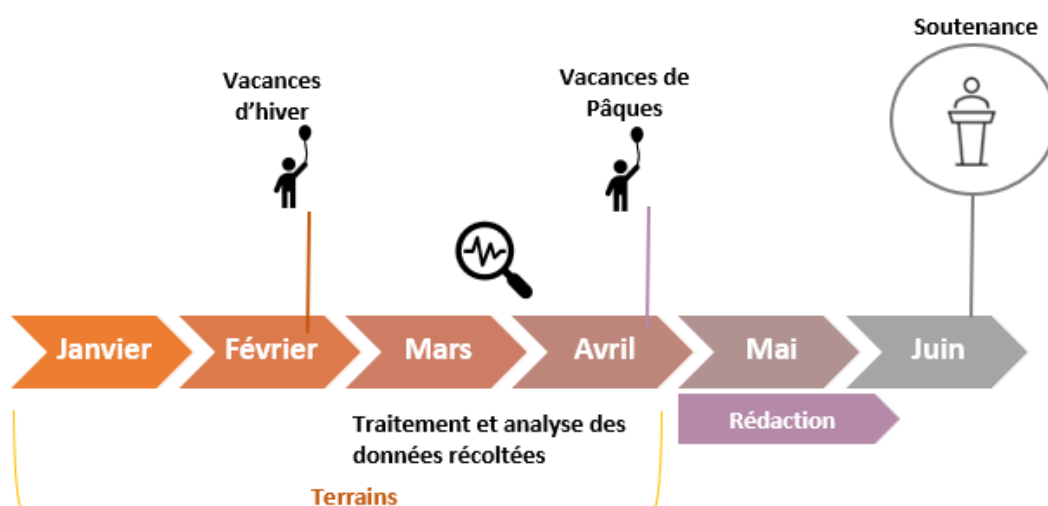 Soutenance
Vacances
d’hiver
Vacances de
Pâques
Janvier
Février
Mars
Avril
Mai
Juin
Rédaction
Traitement et analyse des
données récoltées
Terrains